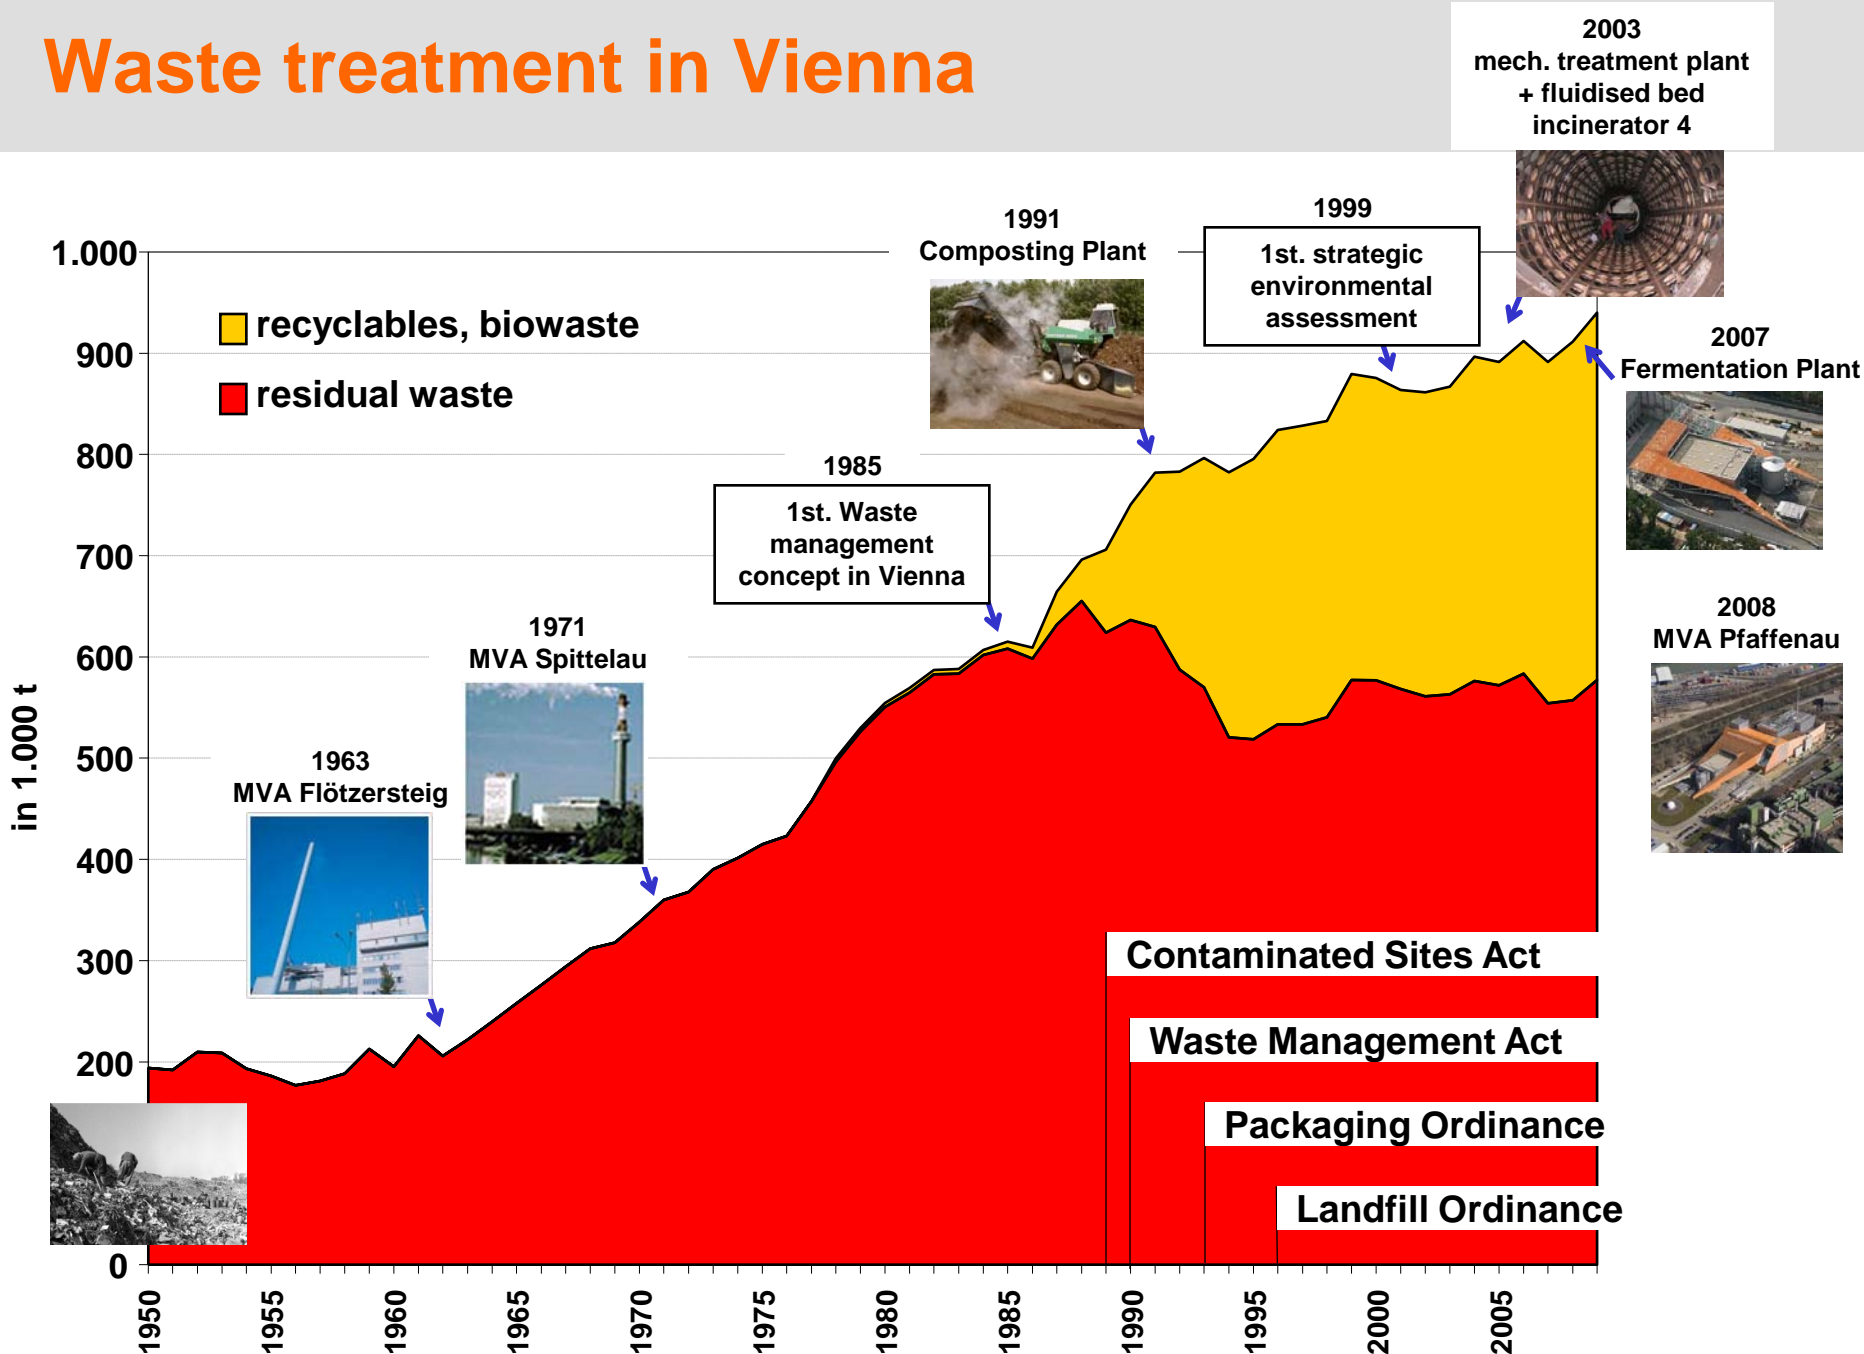 Waste treatment in Vienna
2003
mech. treatment plant
+ fluidised bed
incinerator 4
1991
Composting Plant
1999
1st. strategic
environmental
assessment
recyclables, biowaste
residual waste
2007
Fermentation Plant
1985
1st. Waste
management
concept in Vienna
2008
MVA Pfaffenau
1971
MVA Spittelau
1963
MVA Flötzersteig
in 1.000 t
1.000
900
800
700
600
500
400
300
200
0
Contaminated Sites Act
Waste Management Act
Packaging Ordinance
Landfill Ordinance
1950
1955
1960
1965
1970
1975
1980
1985
1990
1995
2000
2005